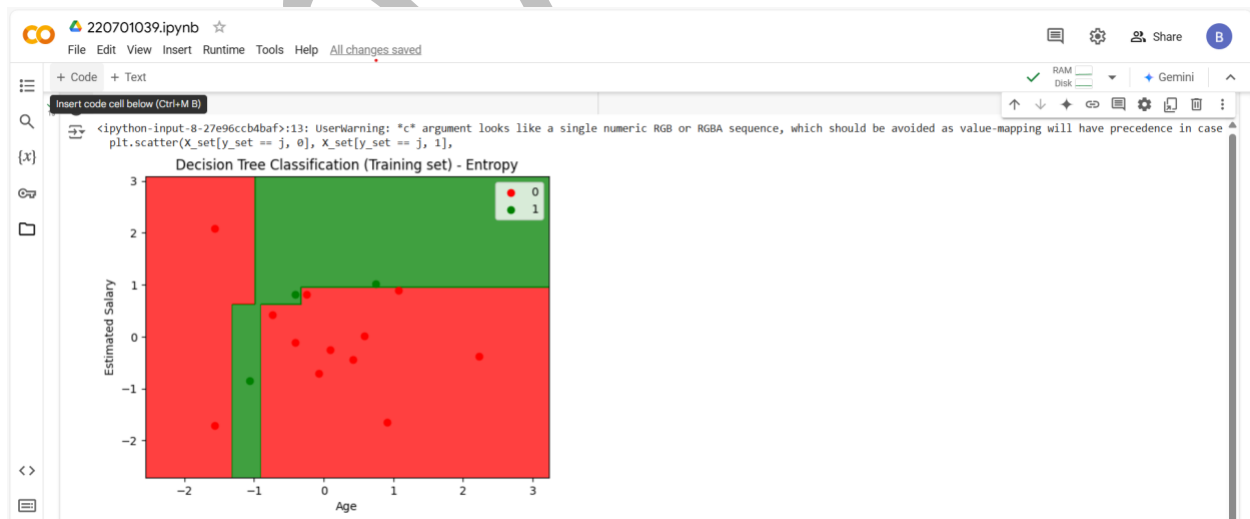 220701039.ipynb
File Edit View Insert Runtime Tools Help All changes saved
Share
B
+ Code + Text
RAM
Disk
Gemini
Insert code cell below (Ctrl+M B)
<ipython-input-8-27e96ccb4baf>:13: UserWarning: *c* argument looks like a single numeric RGB or RGBA sequence, which should be avoided as value-mapping will have precedence in case
plt.scatter(X_set[y_set == j, 0], X_set[y_set == j, 1],
{x}
Decision Tree Classification (Training set) - Entropy
0
1
3
2
1
0
−1
−2
Estimated Salary
−2 −1 0 1 2 3
Age